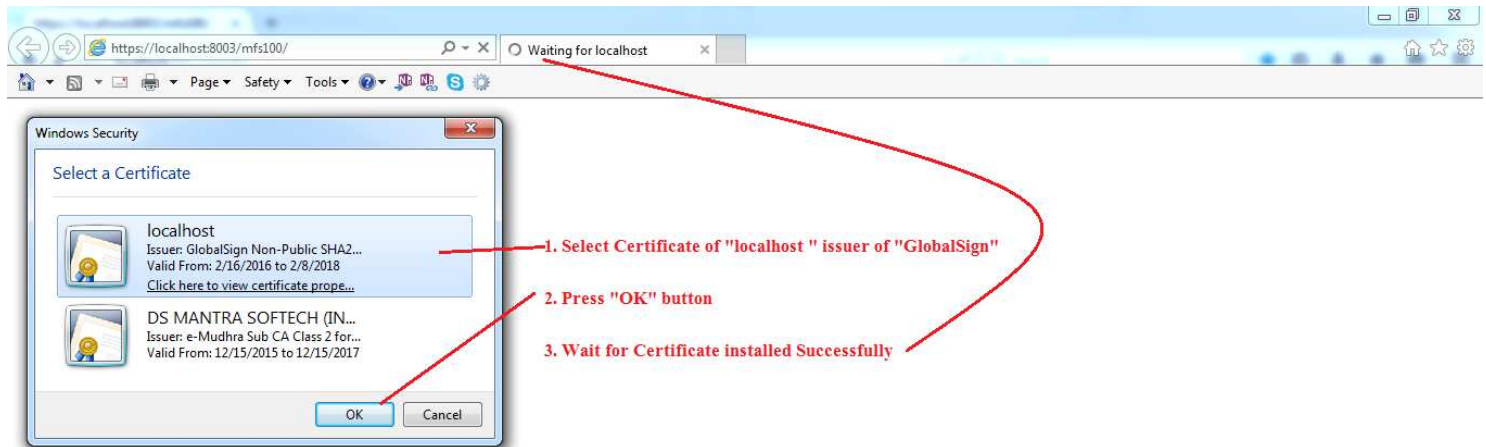 https://localhost:8003/mfs100/
Waiting for localhost
Page Safety Tools
Windows Security
Select a Certificate
localhost
Issuer: GlobalSign Non-Public SHA2...
Valid From: 2/16/2016 to 2/8/2018
Click here to view certificate prope...
DS MANTRA SOFTECH (IN...
Issuer: e-Mudhra Sub CA Class 2 for...
Valid From: 12/15/2015 to 12/15/2017
OK Cancel
1. Select Certificate of "localhost " issuer of "GlobalSign"
2. Press "OK" button
3. Wait for Certificate installed Successfully